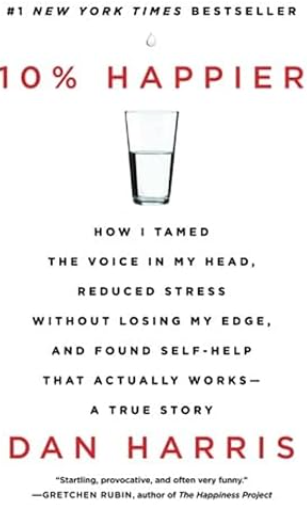 #1 NEW YORK TIMES BESTSELLER
10% HAPPIER
HOW I TAMED
THE VOICE IN MY HEAD,
REDUCED STRESS
WITHOUT LOSING MY EDGE,
AND FOUND SELF-HELP
THAT ACTUALLY WORKS—
A TRUE STORY
DAN HARRIS
"Startling, provocative, and often very funny."
—GRETCHEN RUBIN, author of The Happiness Project